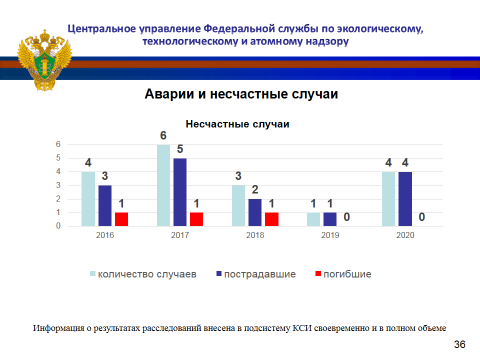 Центральное управление Федеральной службы по экологическому,
технологическому и атомному надзору
Аварии и несчастные случаи
Несчастные случаи
6
5
4
3
2
1
0
4 3 1
6 5 1
3 2 1
1 1 0
4 4 0
2016 2017 2018 2019 2020
количество случаев пострадавшие погибшие
Информация о результатах расследований внесена в подсистему КСИ своевременно и в полном объеме
36